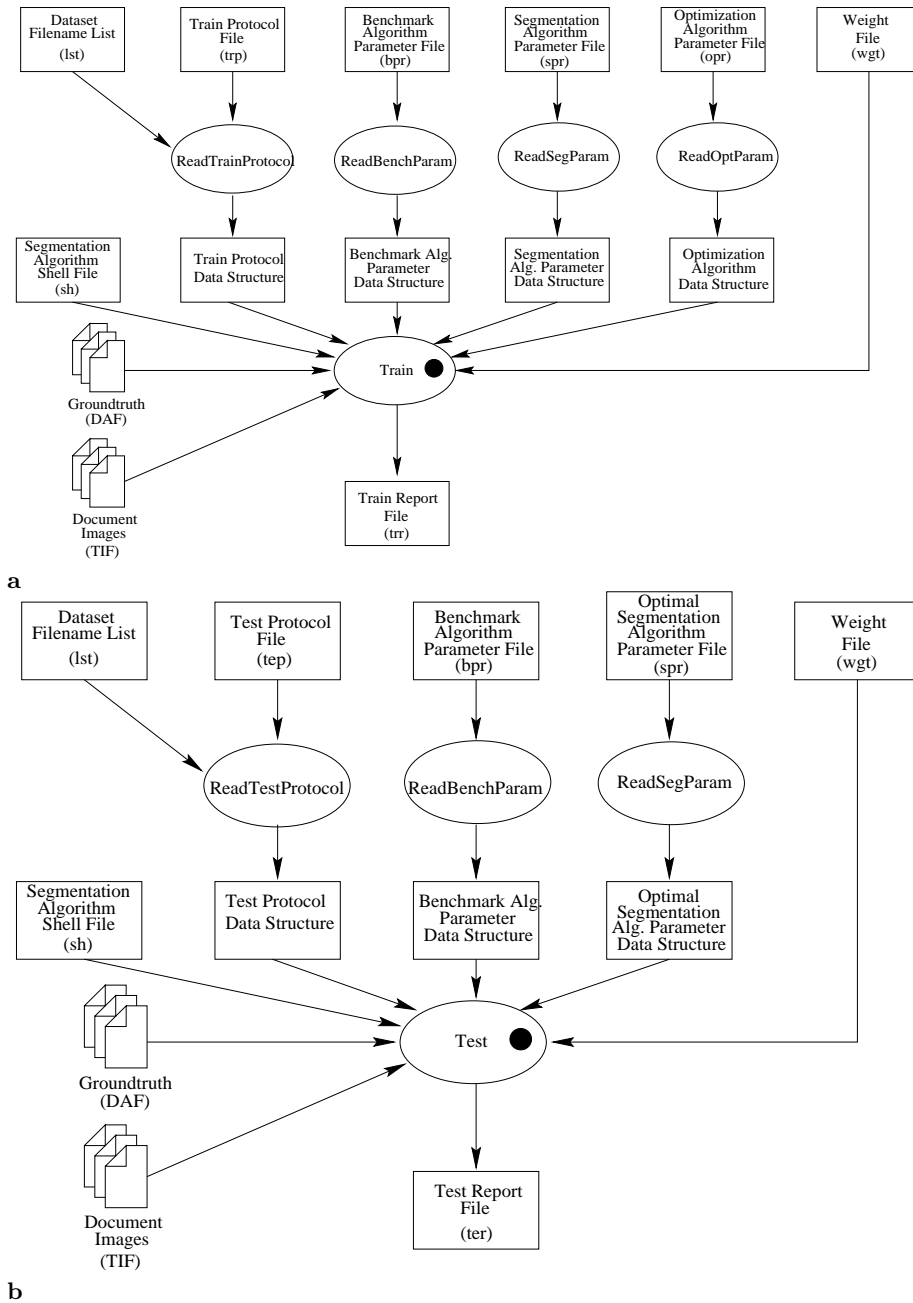 Dataset
Filename List
(lst)
Train Protocol
File
(trp)
Benchmark
Algorithm
Parameter File
(bpr)
Segmentation
Algorithm
Parameter File
(spr)
Optimization
Algorithm
Parameter File
(opr)
Weight
File
(wgt)
ReadTrainProtocol
ReadBenchParam
ReadSegParam
ReadOptParam
Segmentation
Algorithm
Shell File
(sh)
Train Protocol
Data Structure
Benchmark Alg.
Parameter
Data Structure
Segmentation
Alg. Parameter
Data Structure
Optimization
Algorithm
Data Structure
Train
Groundtruth
(DAF)
Document
Images
(TIF)
Train Report
File
(trr)
a
Dataset
Filename List
(lst)
Test Protocol
File
(tep)
Benchmark
Algorithm
Parameter File
(bpr)
Optimal
Segmentation
Algorithm
Parameter File
(spr)
Weight
File
(wgt)
ReadTestProtocol
ReadBenchParam
ReadSegParam
Segmentation
Algorithm
Shell File
(sh)
Test Protocol
Data Structure
Benchmark Alg.
Parameter
Data Structure
Optimal
Segmentation
Alg. Parameter
Data Structure
Test
Groundtruth
(DAF)
Document
Images
(TIF)
Test Report
File
(ter)
b